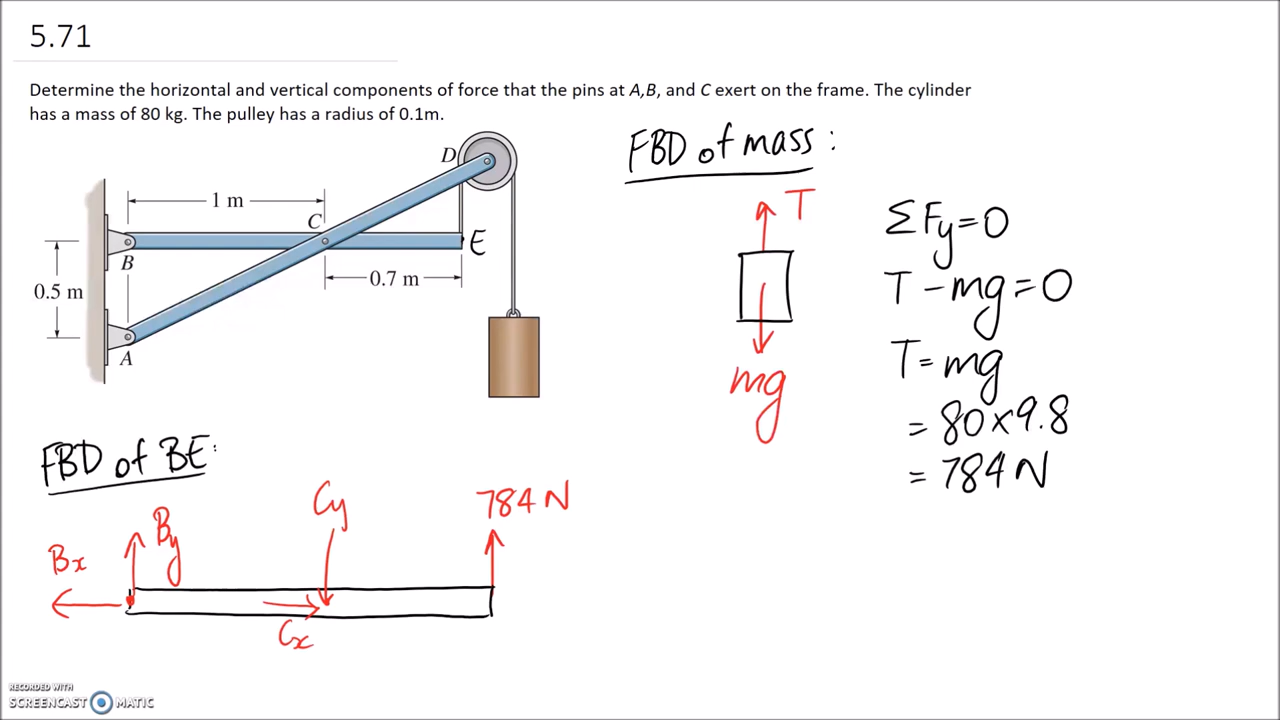 5.71
Determine the horizontal and vertical components of force that the pins at A,B, and C exert on the frame. The cylinder
has a mass of 80 kg. The pulley has a radius of 0.1m.
D
1 m
C
B
E
0.5 m
0.7 m
A
FBD of mass:
T
mg
ΣFy=0
T-mg=0
T=mg
= 80×9.8
= 784 N
FBD of BE:
Bx
By
Cy
784 N
Cx
RECORDED WITH
SCREENCAST MATIC